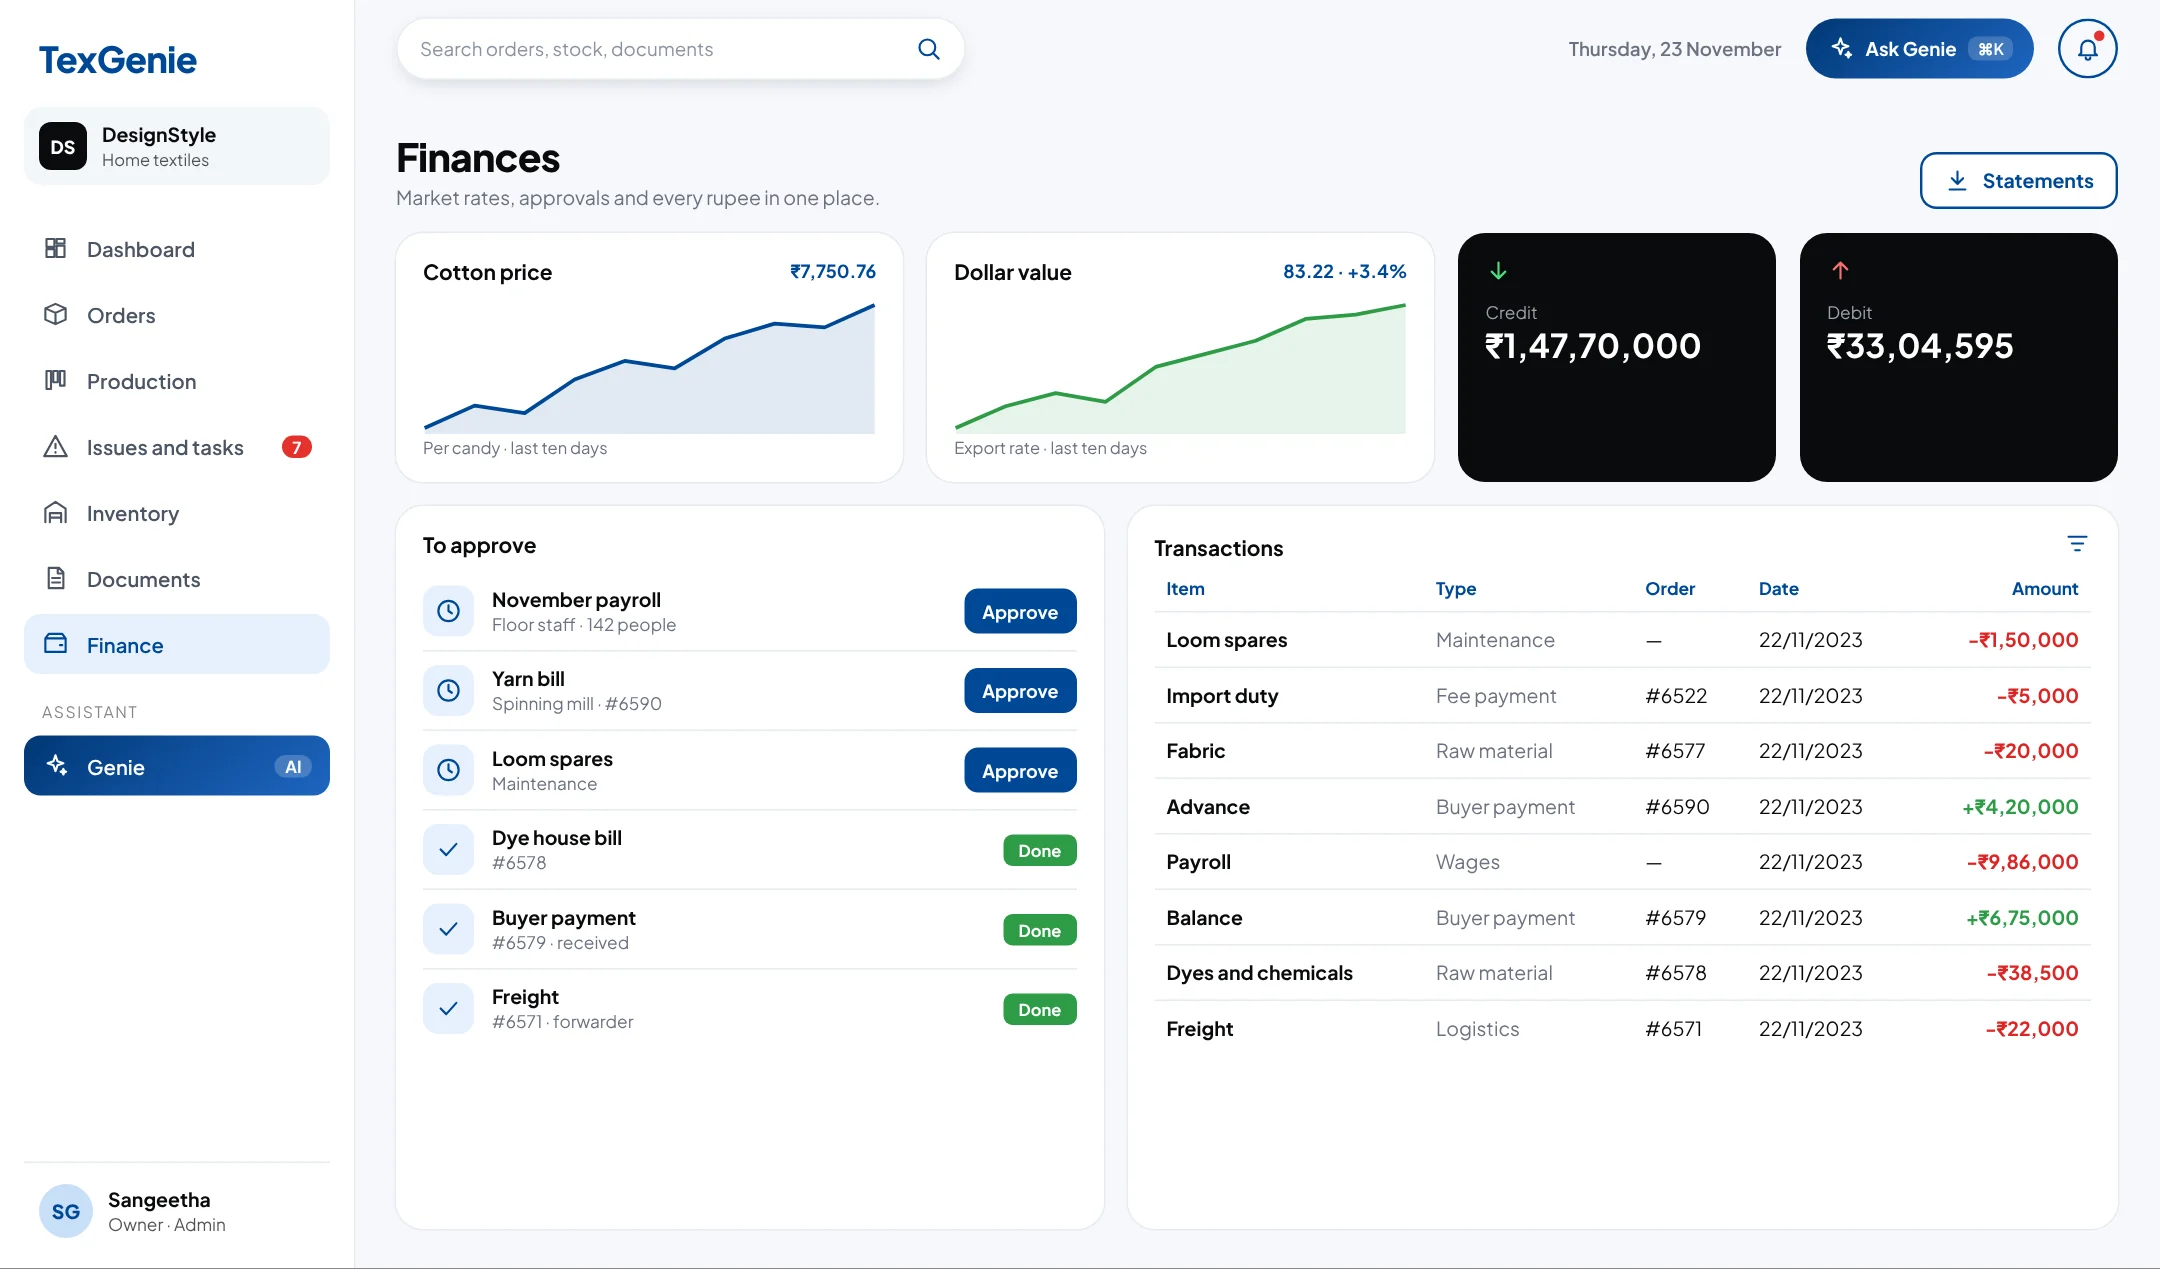 TexGenie
DS
DesignStyle
Home textiles
Dashboard
Orders
Production
Issues and tasks 7
Inventory
Documents
Finance
ASSISTANT
Genie AI
SG
Sangeetha
Owner · Admin
Search orders, stock, documents
Thursday, 23 November
Ask Genie ⌘K
Finances
Market rates, approvals and every rupee in one place.
Statements
Cotton price ₹7,750.76
Per candy · last ten days
Dollar value 83.22 · +3.4%
Export rate · last ten days
Credit
₹1,47,70,000
Debit
₹33,04,595
To approve
November payroll
Floor staff · 142 people
Approve
Yarn bill
Spinning mill · #6590
Approve
Loom spares
Maintenance
Approve
Dye house bill
#6578
Done
Buyer payment
#6579 · received
Done
Freight
#6571 · forwarder
Done
Transactions
Item Type Order Date Amount
Loom spares Maintenance — 22/11/2023 -₹1,50,000
Import duty Fee payment #6522 22/11/2023 -₹5,000
Fabric Raw material #6577 22/11/2023 -₹20,000
Advance Buyer payment #6590 22/11/2023 +₹4,20,000
Payroll Wages — 22/11/2023 -₹9,86,000
Balance Buyer payment #6579 22/11/2023 +₹6,75,000
Dyes and chemicals Raw material #6578 22/11/2023 -₹38,500
Freight Logistics #6571 22/11/2023 -₹22,000